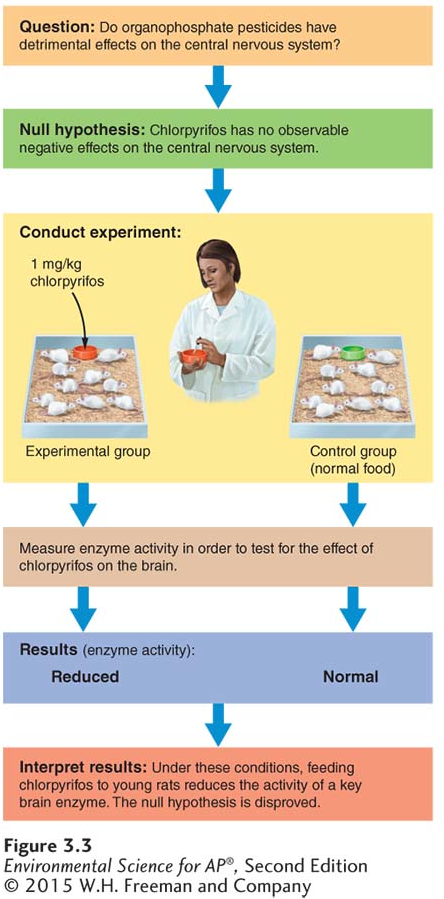 Question: Do organophosphate pesticides have
detrimental effects on the central nervous system?
Null hypothesis: Chlorpyrifos has no observable
negative effects on the central nervous system.
Conduct experiment:
1 mg/kg
chlorpyrifos
Experimental group
Control group
(normal food)
Measure enzyme activity in order to test for the effect of
chlorpyrifos on the brain.
Results (enzyme activity):
Reduced
Normal
Interpret results: Under these conditions, feeding
chlorpyrifos to young rats reduces the activity of a key
brain enzyme. The null hypothesis is disproved.
Figure 3.3
Environmental Science for AP®, Second Edition
© 2015 W.H. Freeman and Company